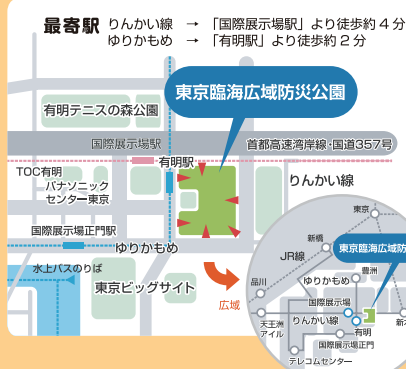 最寄駅 りんかい線 → 「国際展示場駅」より徒歩約4分
ゆりかもめ → 「有明駅」より徒歩約2分
東京臨海広域防災公園
有明テニスの森公園
国際展示場駅
首都高速湾岸線・国道357号
有明駅
TOC有明
パナソニック
センター東京
りんかい線
国際展示場正門駅
ゆりかもめ
水上バスのりば
東京ビッグサイト
広域
東京
新橋
JR線
東京臨海広域防
豊洲
ゆりかもめ
品川
国際展示場
りんかい線
有明
天王洲
アイル
国際展示場正門
テレコムセンター